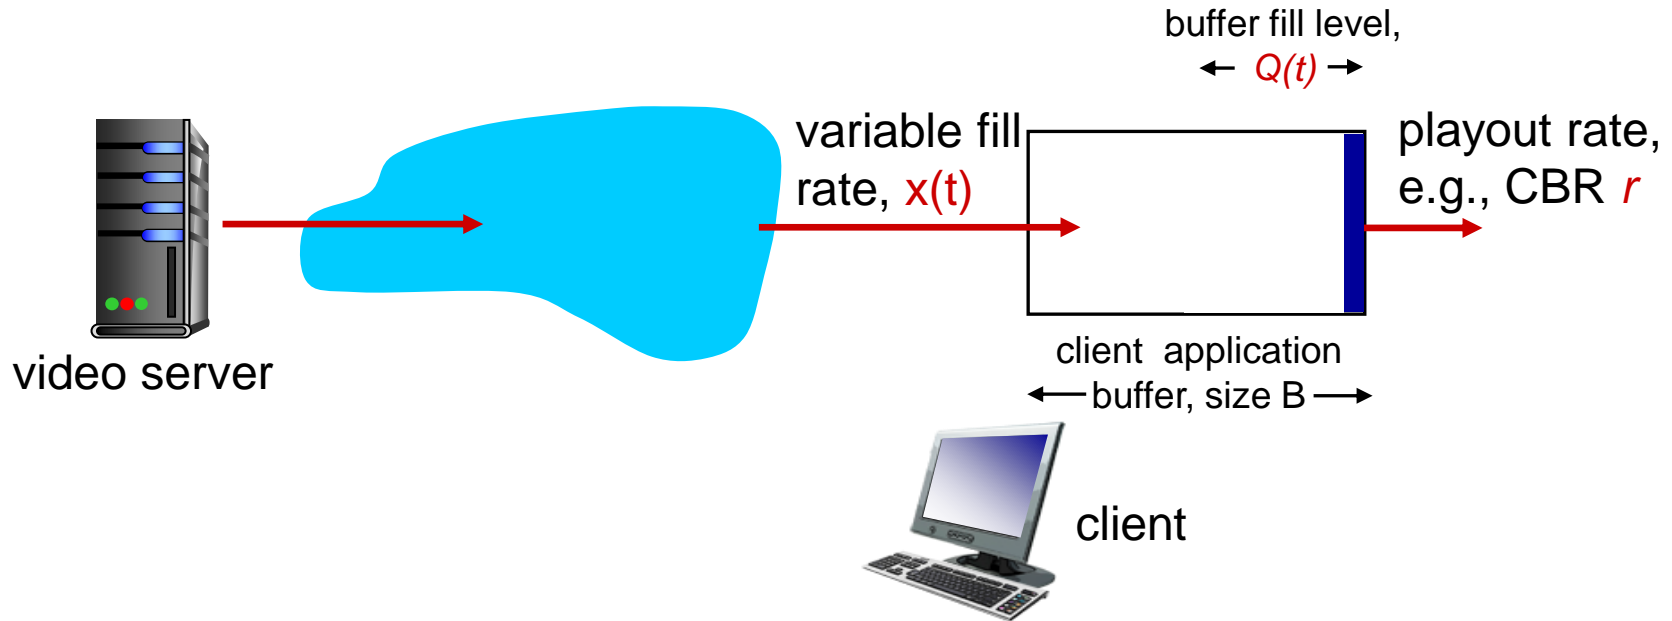 buffer fill level,
Q(t)
variable fill
rate, x(t)
playout rate,
e.g., CBR r
video server
client application
buffer, size B
client